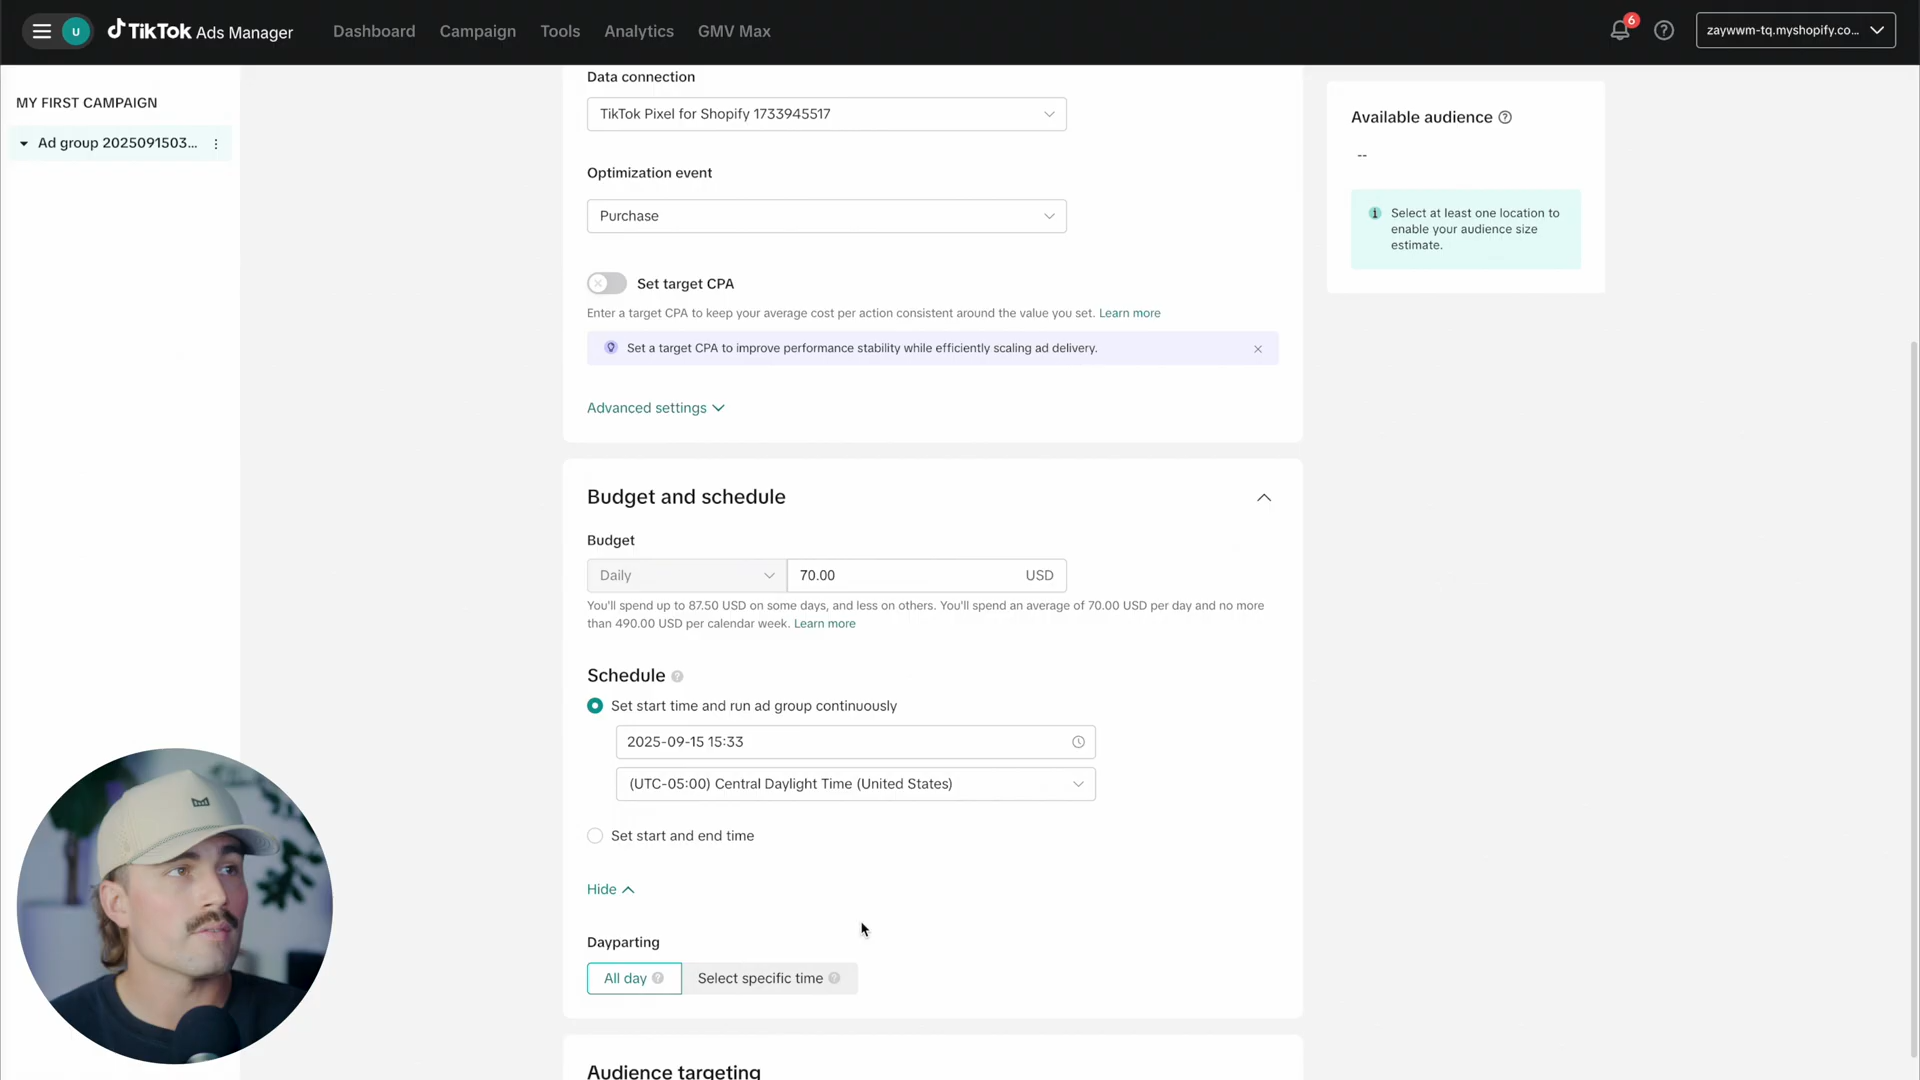 U
TikTok Ads Manager
Dashboard
Campaign
Tools
Analytics
GMV Max
6
zaywwm-tq.myshopify.co...
MY FIRST CAMPAIGN
Ad group 2025091503...
Data connection
TikTok Pixel for Shopify 1733945517
Optimization event
Purchase
Set target CPA
Enter a target CPA to keep your average cost per action consistent around the value you set. Learn more
Set a target CPA to improve performance stability while efficiently scaling ad delivery.
Advanced settings
Budget and schedule
Budget
Daily
70.00
USD
You'll spend up to 87.50 USD on some days, and less on others. You'll spend an average of 70.00 USD per day and no more
than 490.00 USD per calendar week. Learn more
Schedule
Set start time and run ad group continuously
2025-09-15 15:33
(UTC-05:00) Central Daylight Time (United States)
Set start and end time
Hide
Dayparting
All day
Select specific time
Audience targeting
Available audience
--
Select at least one location to
enable your audience size
estimate.